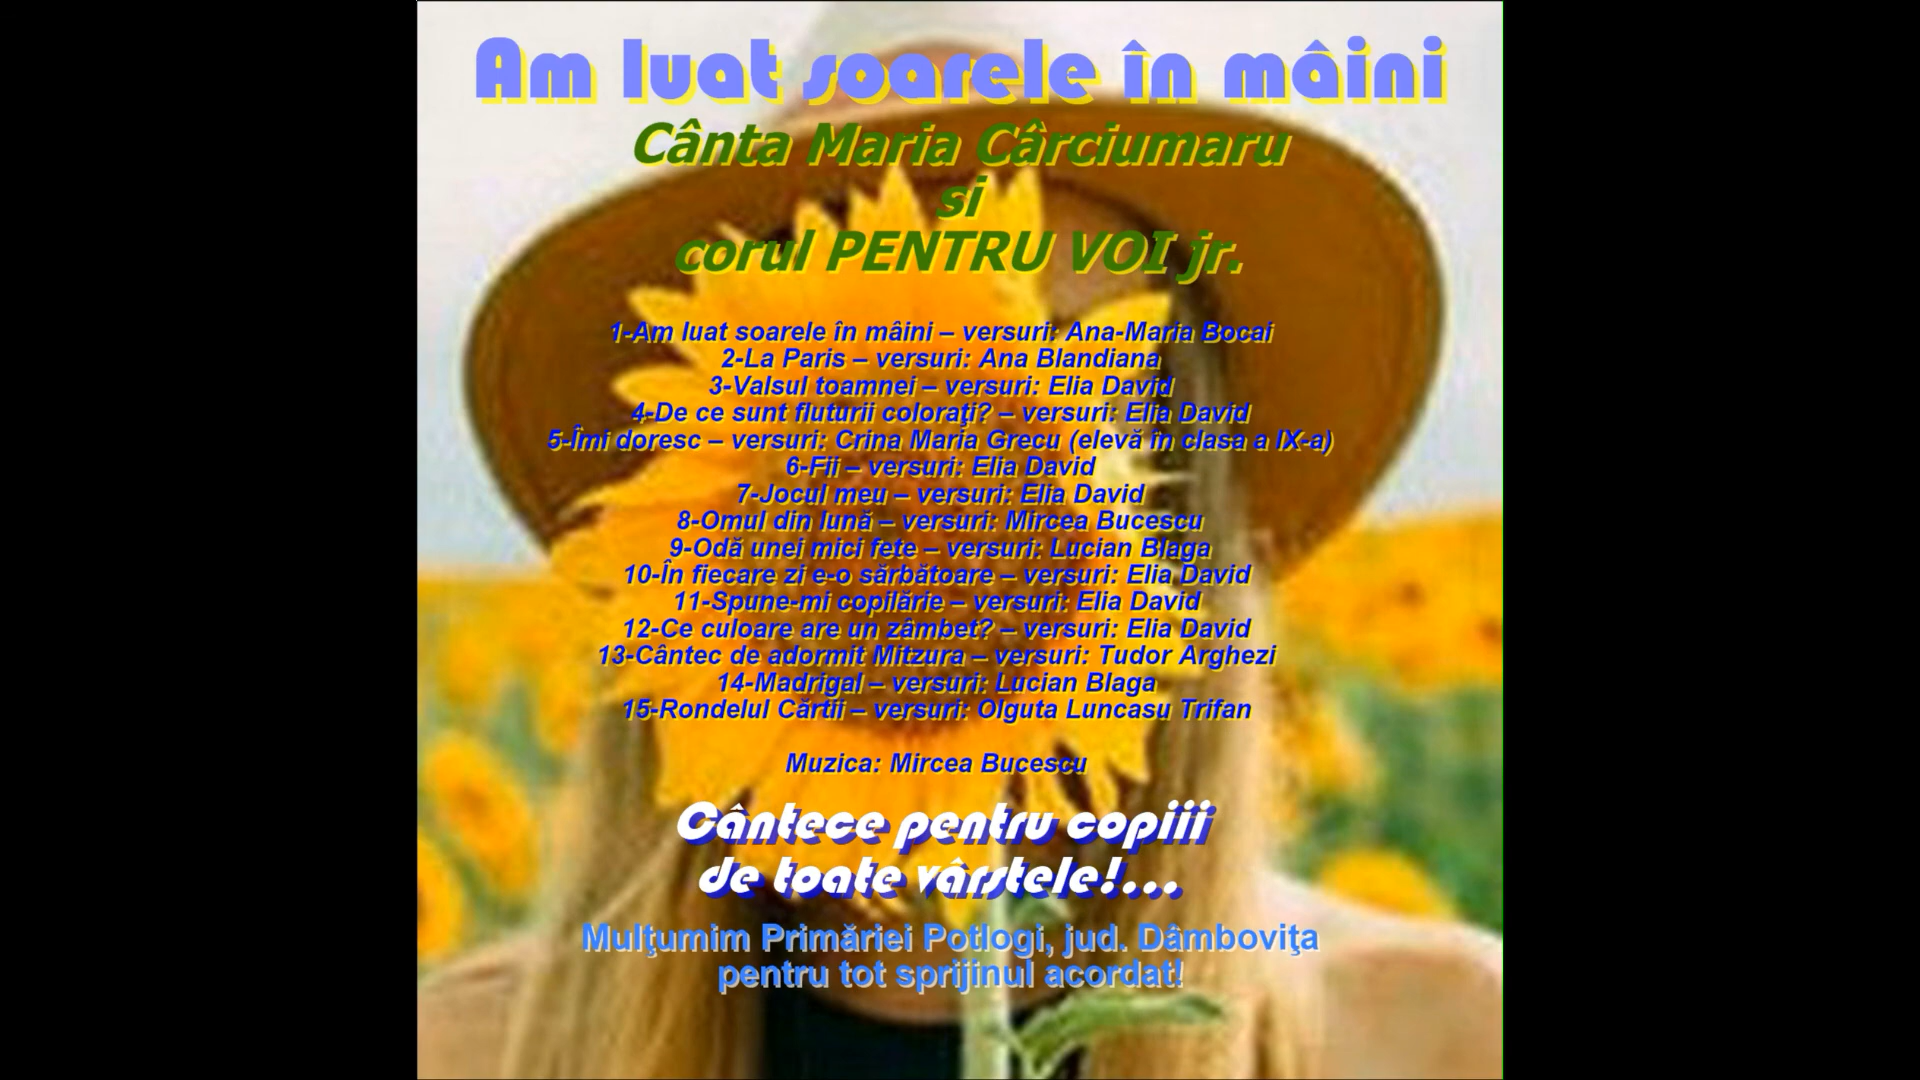 Am luat soarele în mâini
Cânta Maria Cârciumaru
si
corul PENTRU VOI jr.
1-Am luat soarele în mâini – versuri: Ana-Maria Bocai
2-La Paris – versuri: Ana Blandiana
3-Valsul toamnei – versuri: Elia David
4-De ce sunt fluturii coloraţi? – versuri: Elia David
5-Îmi doresc – versuri: Crina Maria Grecu (elevă în clasa a IX-a)
6-Fii – versuri: Elia David
7-Jocul meu – versuri: Elia David
8-Omul din lună – versuri: Mircea Bucescu
9-Odă unei mici fete – versuri: Lucian Blaga
10-În fiecare zi e-o sărbătoare – versuri: Elia David
11-Spune-mi copilărie – versuri: Elia David
12-Ce culoare are un zâmbet? – versuri: Elia David
13-Cântec de adormit Mitzura – versuri: Tudor Arghezi
14-Madrigal – versuri: Lucian Blaga
15-Rondelul Cărtii – versuri: Olguta Luncasu Trifan
Muzica: Mircea Bucescu
Cântece pentru copiii
de toate vârstele!...
Mulţumim Primăriei Potlogi, jud. Dâmboviţa
pentru tot sprijinul acordat!